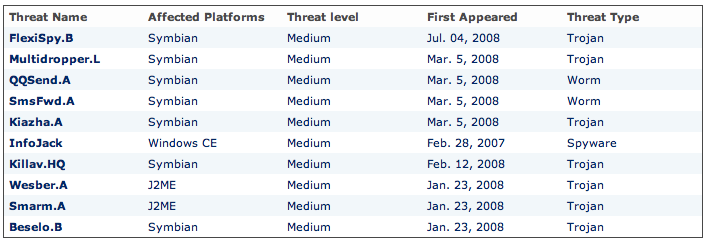 Threat Name Affected Platforms Threat level First Appeared Threat Type
FlexiSpy.B Symbian Medium Jul. 04, 2008 Trojan
Multidropper.L Symbian Medium Mar. 5, 2008 Trojan
QQSend.A Symbian Medium Mar. 5, 2008 Worm
SmsFwd.A Symbian Medium Mar. 5, 2008 Worm
Kiazha.A Symbian Medium Mar. 5, 2008 Trojan
InfoJack Windows CE Medium Feb. 28, 2007 Spyware
Killav.HQ Symbian Medium Feb. 12, 2008 Trojan
Wesber.A J2ME Medium Jan. 23, 2008 Trojan
Smarm.A J2ME Medium Jan. 23, 2008 Trojan
Beselo.B Symbian Medium Jan. 23, 2008 Trojan